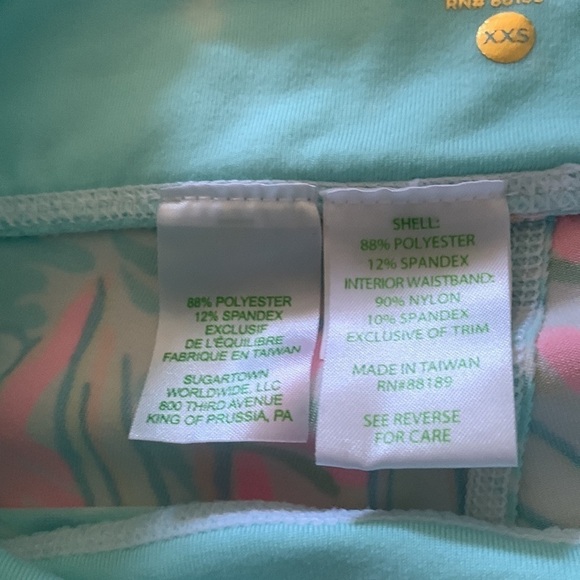 XXS
88% POLYESTER
12% SPANDEX
EXCLUSIF
DE L'ÉQUILIBRE
FABRIQUE EN TAIWAN
SUGARTOWN
WORLDWIDE, LLC
800 THIRD AVENUE
KING OF PRUSSIA, PA
SHELL:
88% POLYESTER
12% SPANDEX
INTERIOR WAISTBAND:
90% NYLON
10% SPANDEX
EXCLUSIVE OF TRIM
MADE IN TAIWAN
RN#88189
SEE REVERSE
FOR CARE